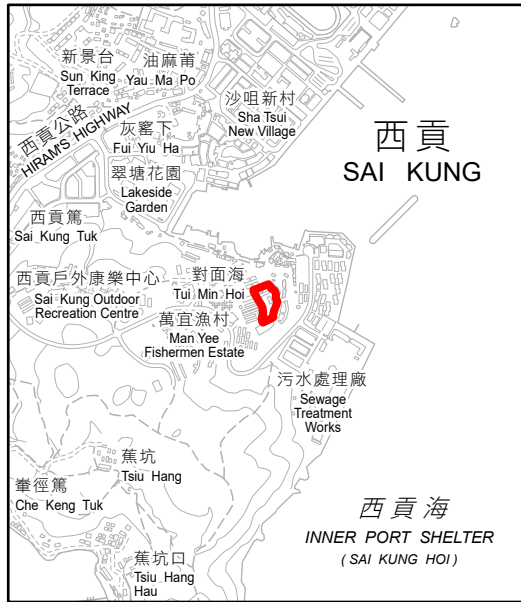 新景台
Sun King
Terrace
油麻莆
Yau Ma Po
沙咀新村
Sha Tsui
New Village
西貢公路
HIRAM'S HIGHWAY
灰窰下
Fui Yiu Ha
西貢
SAI KUNG
翠塘花園
Lakeside
Garden
西貢篤
Sai Kung Tuk
西貢戶外康樂中心
Sai Kung Outdoor
Recreation Centre
對面海
Tui Min Hoi
萬宜漁村
Man Yee
Fishermen Estate
污水處理廠
Sewage
Treatment
Works
蕉坑
Tsiu Hang
輋徑篤
Che Keng Tuk
西貢海
INNER PORT SHELTER
( SAI KUNG HOI )
蕉坑口
Tsiu Hang
Hau